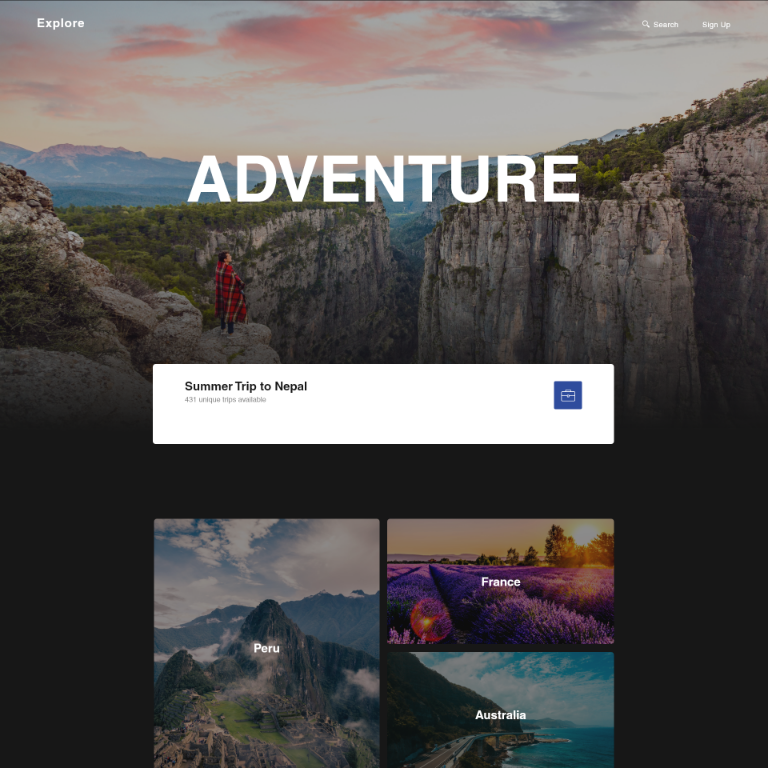 Explore
Search
Sign Up
ADVENTURE
Summer Trip to Nepal
431 unique trips available
Peru
France
Australia